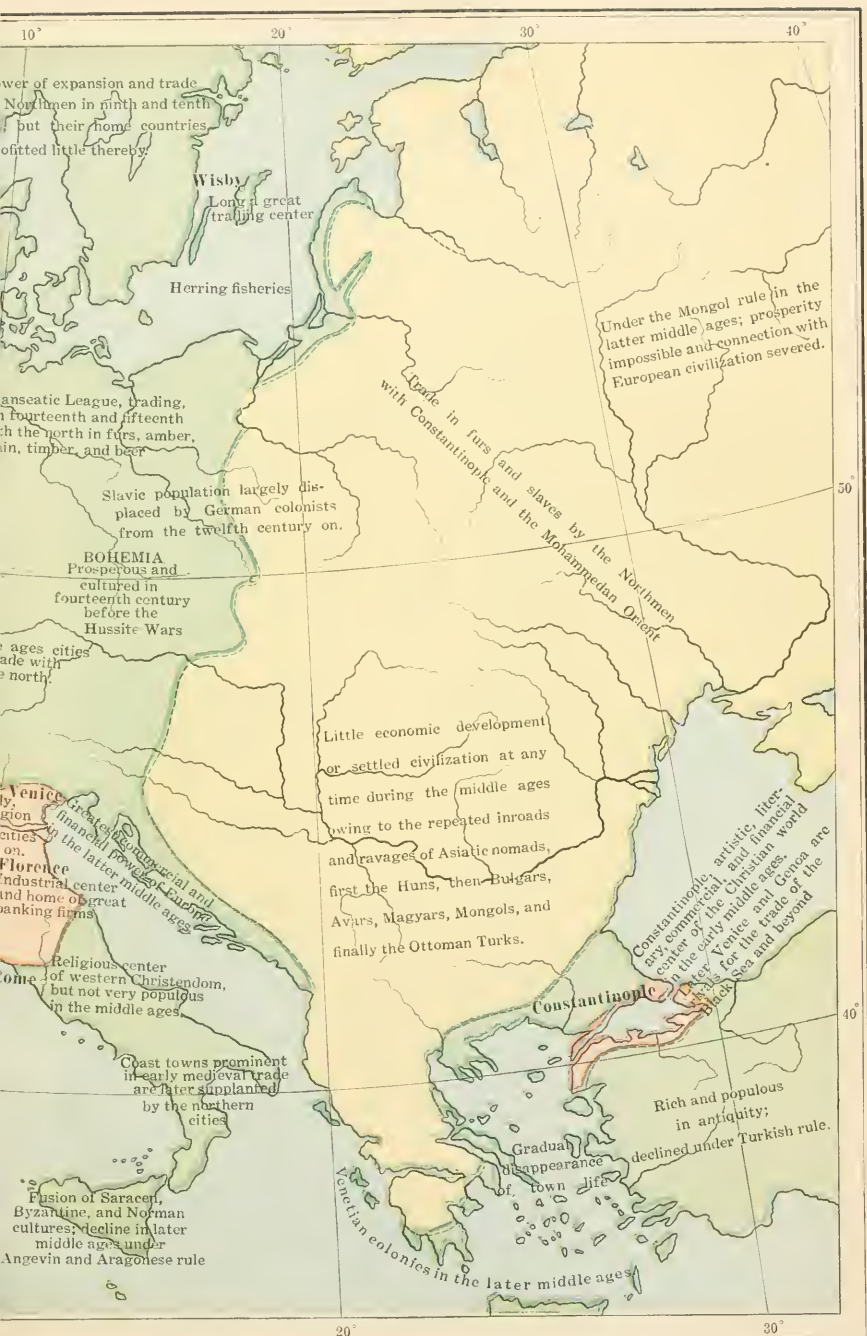 10°
20°
30°
40°
wer of expansion and trade
Northmen in ninth and tenth
but their home countries
ofitted little thereby.
Wisby
Long a great
trading center
Herring fisheries
Under the Mongol rule in the
latter middle ages; prosperity
impossible and connection with
European civilization severed.
Trade in furs and slaves by the Northmen
with Constantinople and the Mohammedan Orient
anseatic League, trading,
n fourteenth and fifteenth
th the north in furs, amber,
ain, timber, and beer
50°
Slavic population largely dis-
placed by German colonists
from the twelfth century on.
BOHEMIA
Prosperous and
cultured in
fourteenth century
before the
Hussite Wars
e ages cities
ade with
e north.
Little economic development
or settled civilization at any
time during the middle ages
owing to the repeated inroads
and ravages of Asiatic nomads,
first the Huns, then Bulgars,
Avars, Magyars, Mongols, and
finally the Ottoman Turks.
Venice
ly,
gion
cities
on.
Greatest commercial and
financial power of Europe
in the latter middle ages
Florence
Industrial center
and home of great
banking firms
Constantinople, artistic, liter-
ary, commercial, and financial
center of the Christian world
in the early middle ages.
Later Venice and Genoa are
rivals for the trade of the
Black Sea and beyond
Rome
Religious center
of western Christendom,
but not very populous
in the middle ages.
Constantinople
40°
Coast towns prominent
in early medieval trade
are later supplanted
by the northern
cities
Rich and populous
in antiquity;
declined under Turkish rule.
Gradual
disappearance
of town life
Fusion of Saracen,
Byzantine, and Norman
cultures; decline in later
middle ages under
Angevin and Aragonese rule
Venetian colonies in the later middle ages
20°
30°